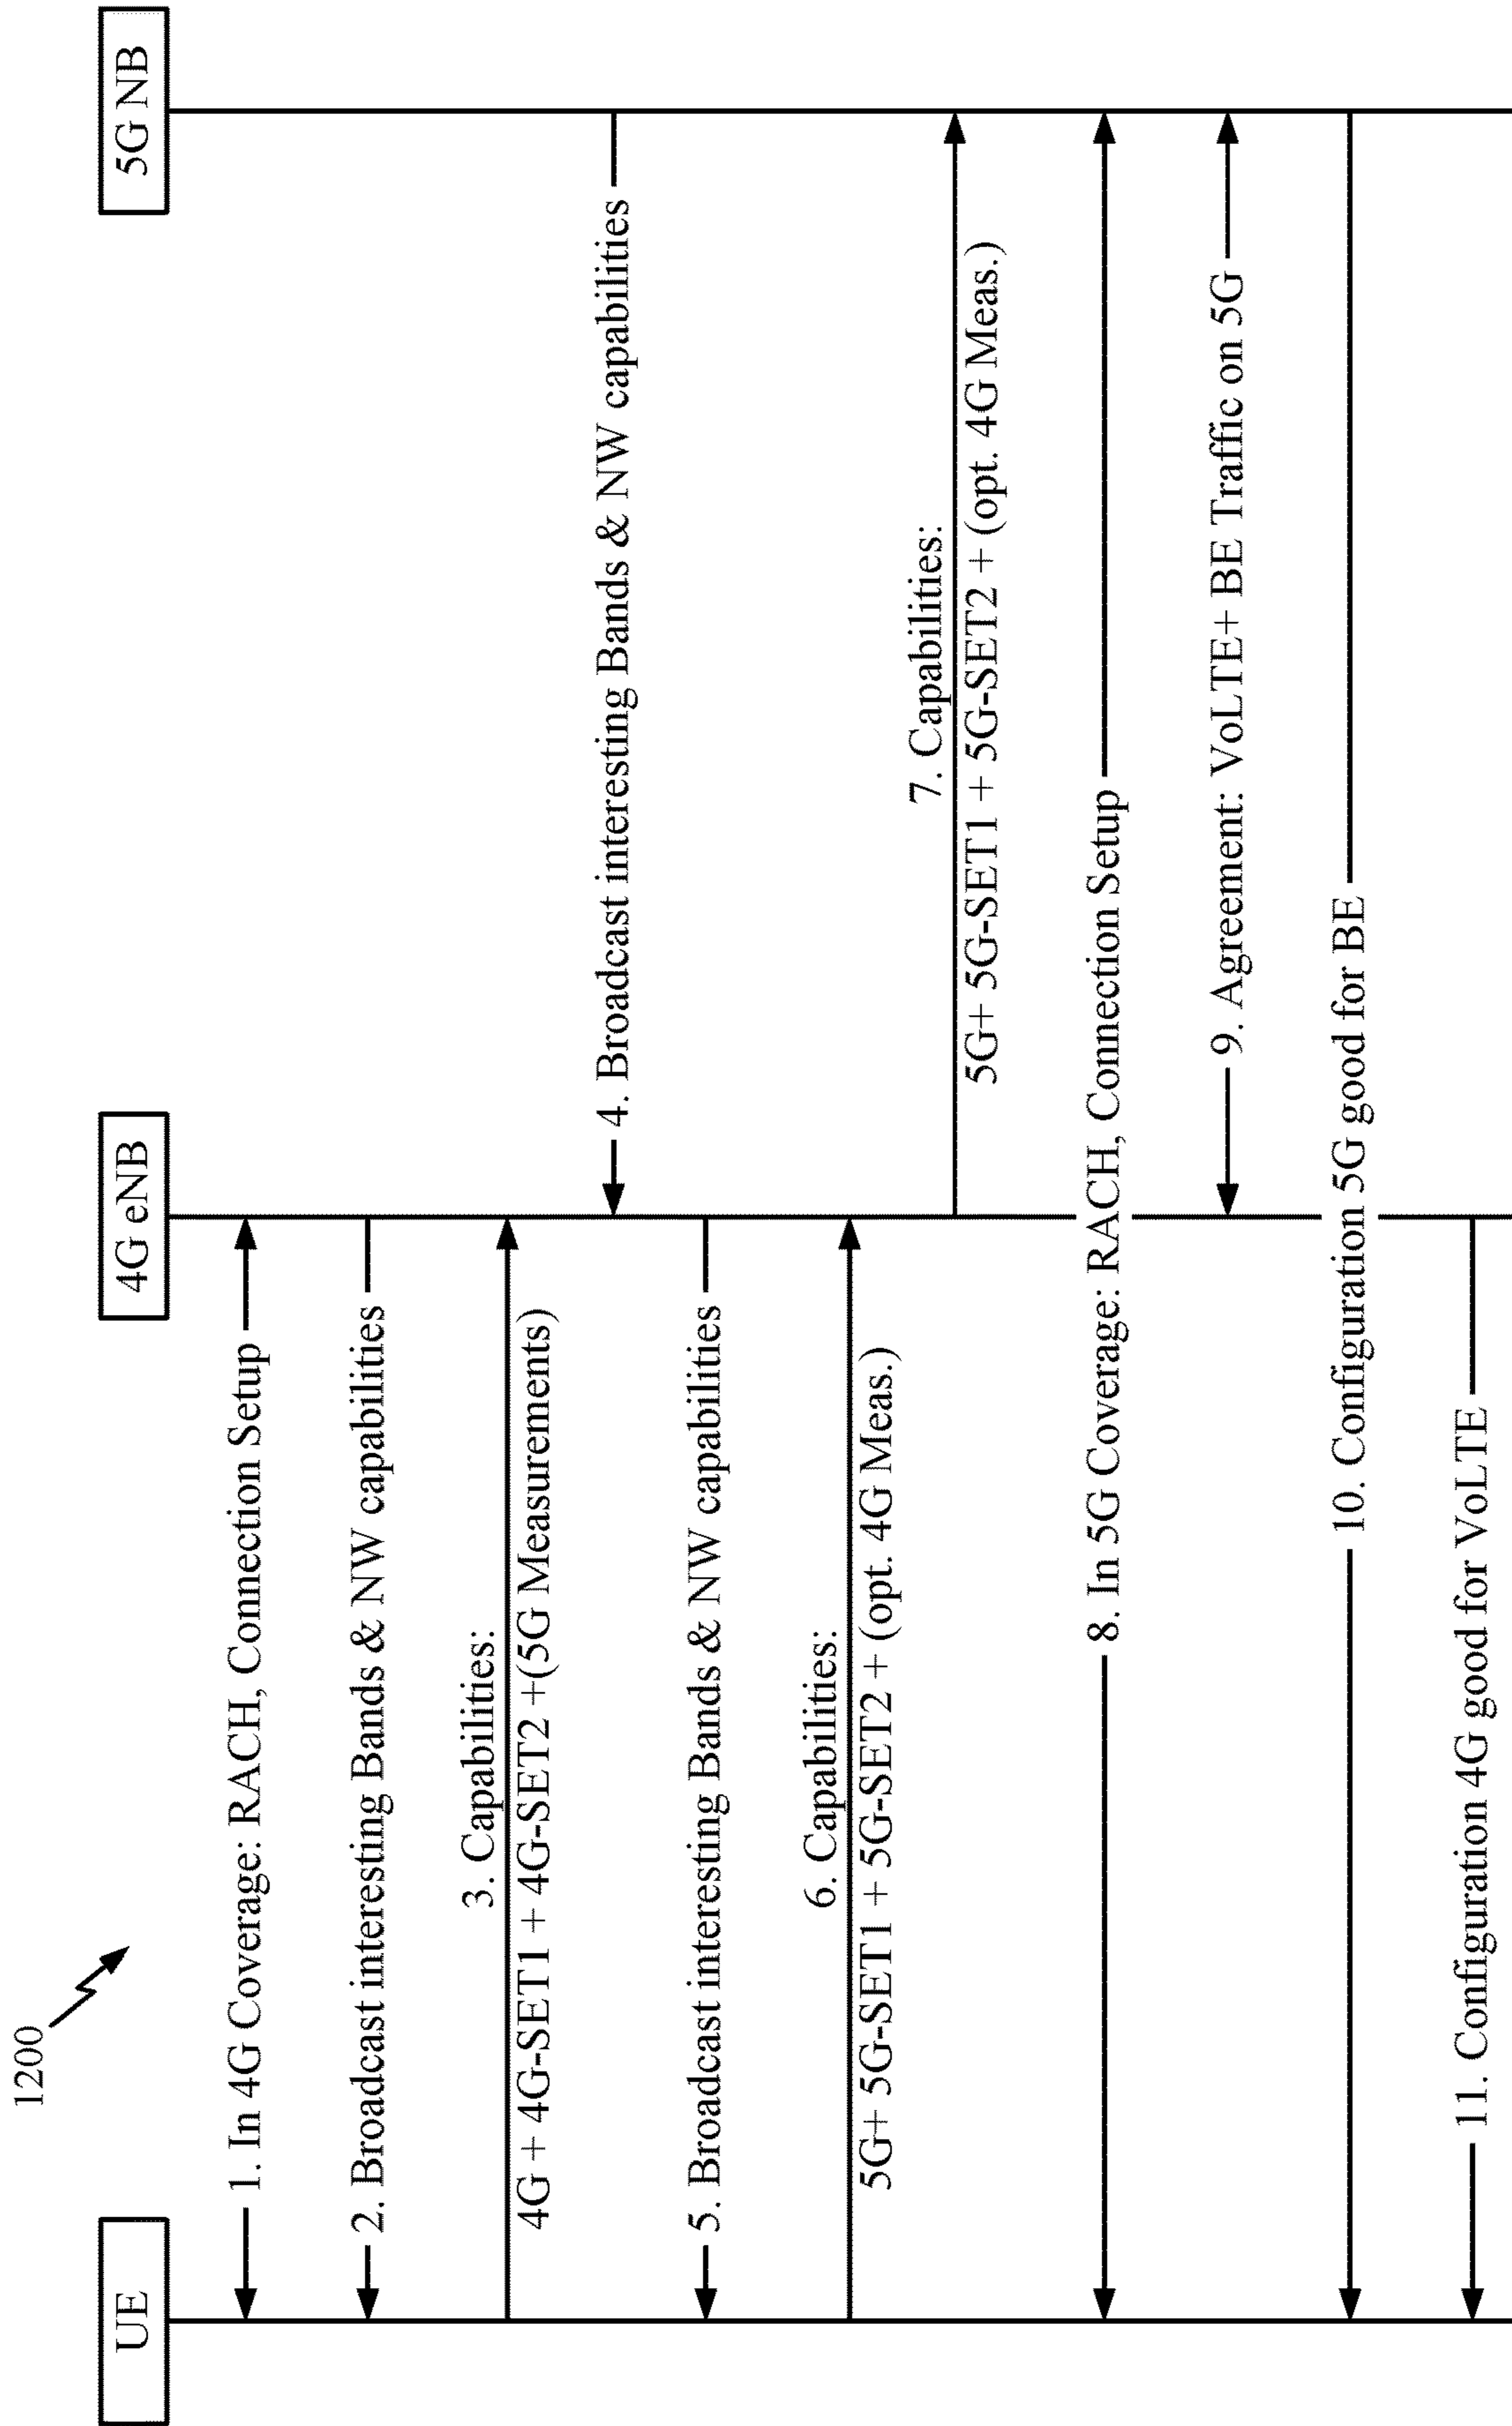 1200
UE
4G eNB
5G NB
1. In 4G Coverage: RACH, Connection Setup
2. Broadcast interesting Bands & NW capabilities
3. Capabilities:
4G + 4G-SET1 + 4G-SET2 +(5G Measurements)
4. Broadcast interesting Bands & NW capabilities
5. Broadcast interesting Bands & NW capabilities
6. Capabilities:
5G+ 5G-SET1 + 5G-SET2 + (opt. 4G Meas.)
7. Capabilities:
5G+ 5G-SET1 + 5G-SET2 + (opt. 4G Meas.)
8. In 5G Coverage: RACH, Connection Setup
9. Agreement: VoLTE+ BE Traffic on 5G
10. Configuration 5G good for BE
11. Configuration 4G good for VoLTE